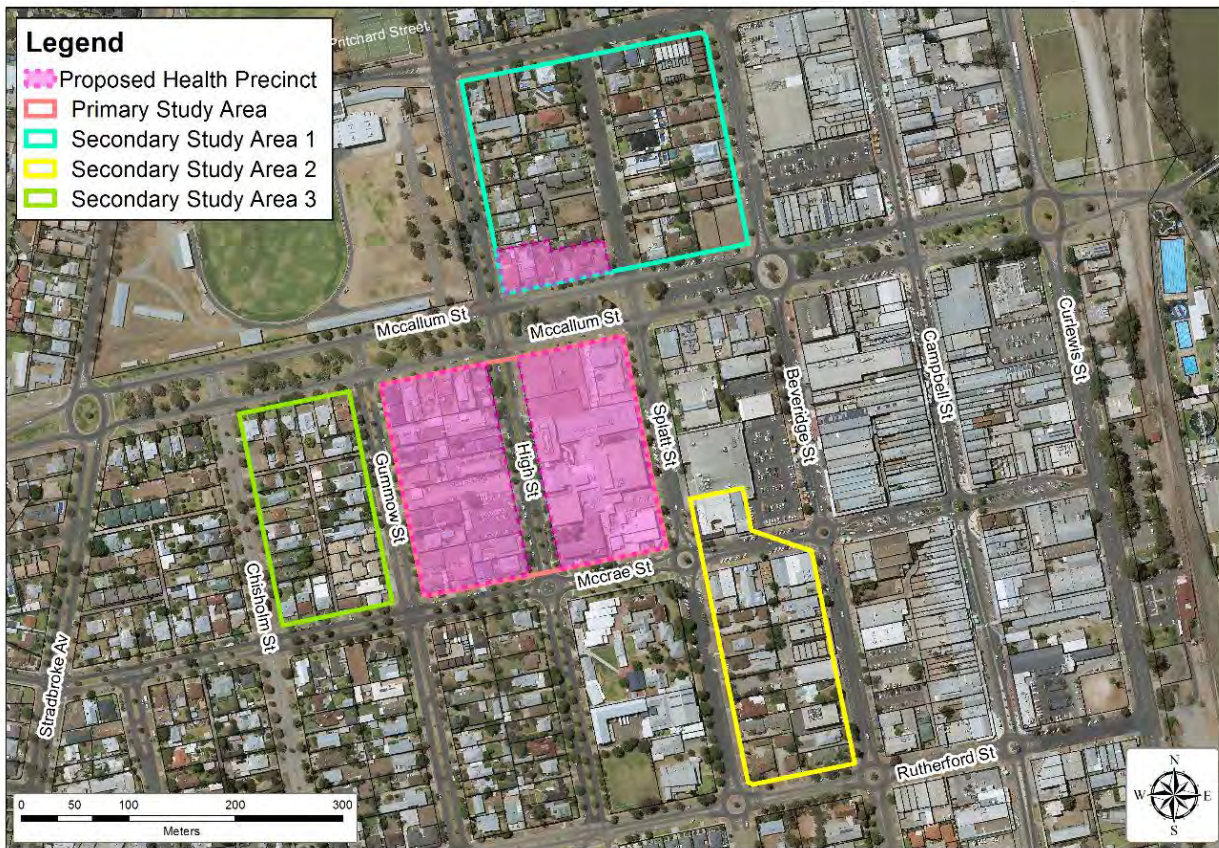 Legend
Proposed Health Precinct
Primary Study Area
Secondary Study Area 1
Secondary Study Area 2
Secondary Study Area 3
Pritchard Street
Mccallum St
Mccallum St
Curlewis St
Campbell St
Beveridge St
Splatt St
High St
Gummow St
Chisholm St
Mccrae St
Stradbroke Av
Rutherford St
0 50 100 200 300
Meters
N
W E
S